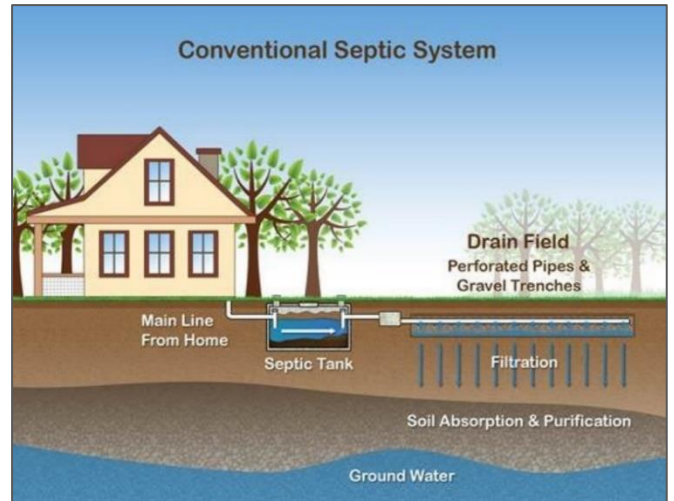 Conventional Septic System
Drain Field
Perforated Pipes &
Gravel Trenches
Main Line
From Home
Septic Tank
Filtration
Soil Absorption & Purification
Ground Water